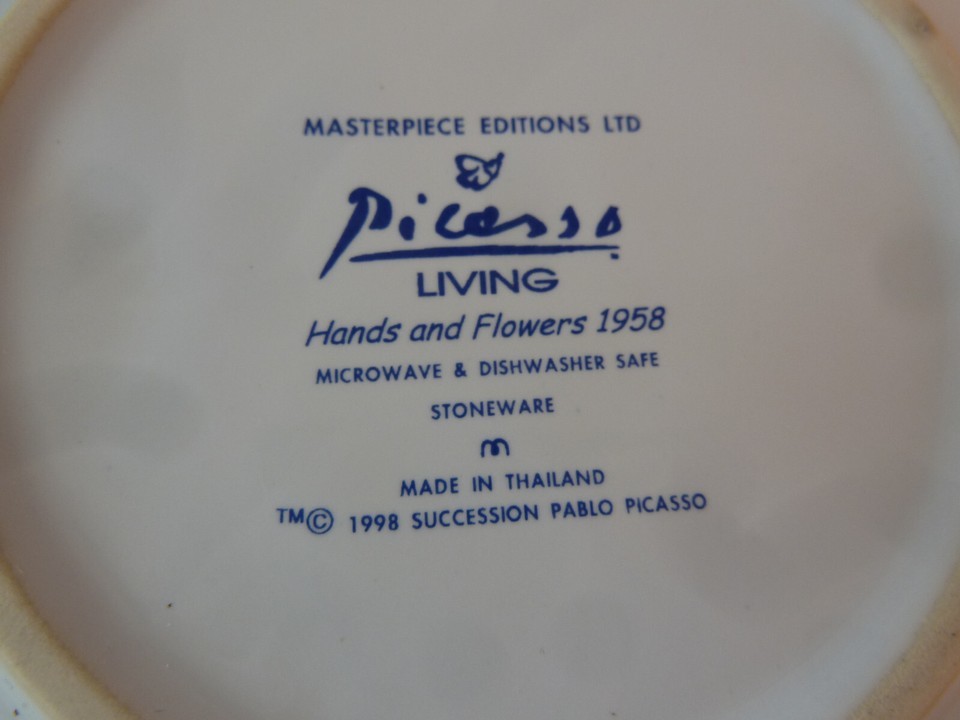 MASTERPIECE EDITIONS LTD
Picasso
LIVING
Hands and Flowers 1958
MICROWAVE & DISHWASHER SAFE
STONEWARE
m
MADE IN THAILAND
TM© 1998 SUCCESSION PABLO PICASSO